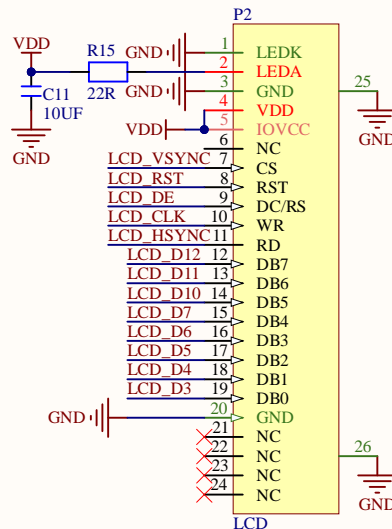 P2
VDD
R15
22R
C11
10UF
GND
GND 1 LEDK
2 LEDA
GND 3 GND 25
4 VDD
GND
VDD 5 IOVCC
6 NC
LCD_VSYNC 7 CS
LCD_RST 8 RST
LCD_DE 9 DC/RS
LCD_CLK 10 WR
LCD_HSYNC 11 RD
LCD_D12 12 DB7
LCD_D11 13 DB6
LCD_D10 14 DB5
LCD_D7 15 DB4
LCD_D6 16 DB3
LCD_D5 17 DB2
LCD_D4 18 DB1
LCD_D3 19 DB0
GND 20 GND
21 NC
22 NC 26
23 NC
24 NC
GND
LCD